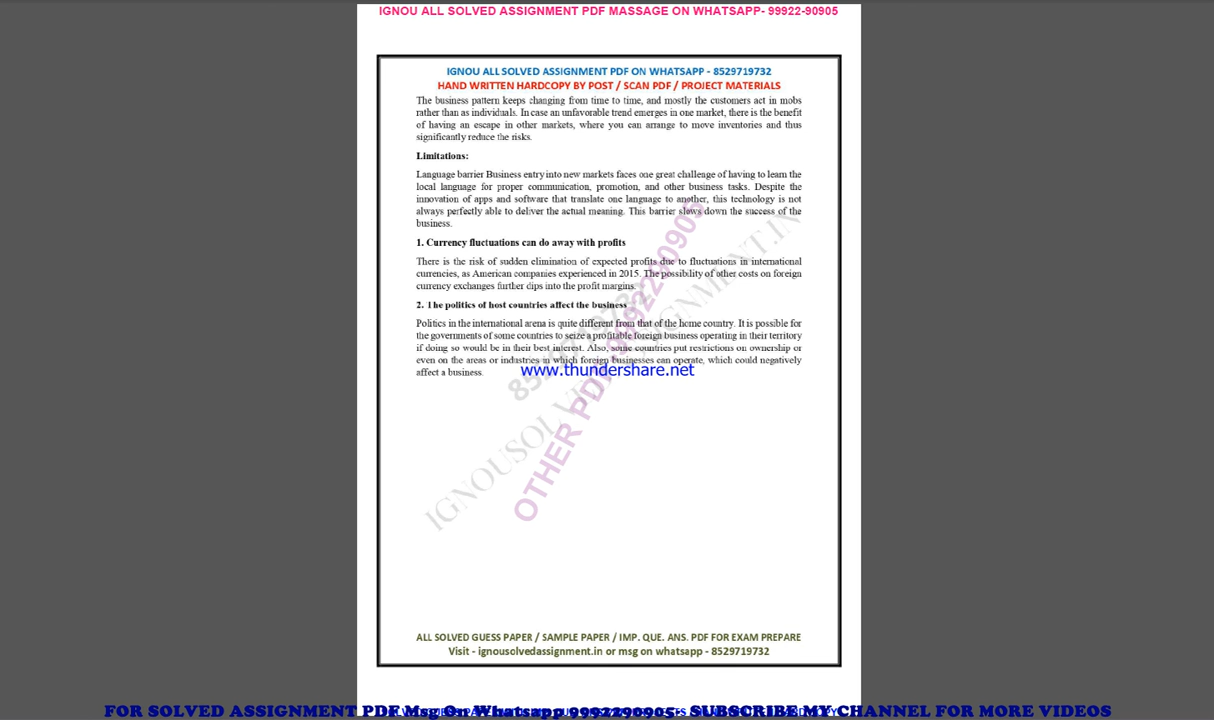 IGNOU ALL SOLVED ASSIGNMENT PDF MASSAGE ON WHATSAPP- 99922-90905
IGNOU ALL SOLVED ASSIGNMENT PDF ON WHATSAPP - 8529719732
HAND WRITTEN HARDCOPY BY POST / SCAN PDF / PROJECT MATERIALS
The business pattern keeps changing from time to time, and mostly the customers act in mobs
rather than as individuals. In case an unfavorable trend emerges in one market, there is the benefit
of having an escape in other markets, where you can arrange to move inventories and thus
significantly reduce the risks.
Limitations:
Language barrier Business entry into new markets faces one great challenge of having to learn the
local language for proper communication, promotion, and other business tasks. Despite the
innovation of apps and software that translate one language to another, this technology is not
always perfectly able to deliver the actual meaning. This barrier slows down the success of the
business.
1. Currency fluctuations can do away with profits
There is the risk of sudden elimination of expected profits due to fluctuations in international
currencies, as American companies experienced in 2015. The possibility of other costs on foreign
currency exchanges further dips into the profit margins.
2. The politics of host countries affect the business
Politics in the international arena is quite different from that of the home country. It is possible for
the governments of some countries to seize a profitable foreign business operating in their territory
if doing so would be in their best interest. Also, some countries put restrictions on ownership or
even on the areas or industries in which foreign businesses can operate, which could negatively
affect a business.
www.thundershare.net
OTHER PDF-9992290905
ALL SOLVED GUESS PAPER / SAMPLE PAPER / IMP. QUE. ANS. PDF FOR EXAM PREPARE
Visit - ignousolvedassignment.in or msg on whatsapp - 8529719732
FOR SOLVED ASSIGNMENT PDF Msg On Whatsapp 9992290905- SUBSCRIBE MY CHANNEL FOR MORE VIDEOS